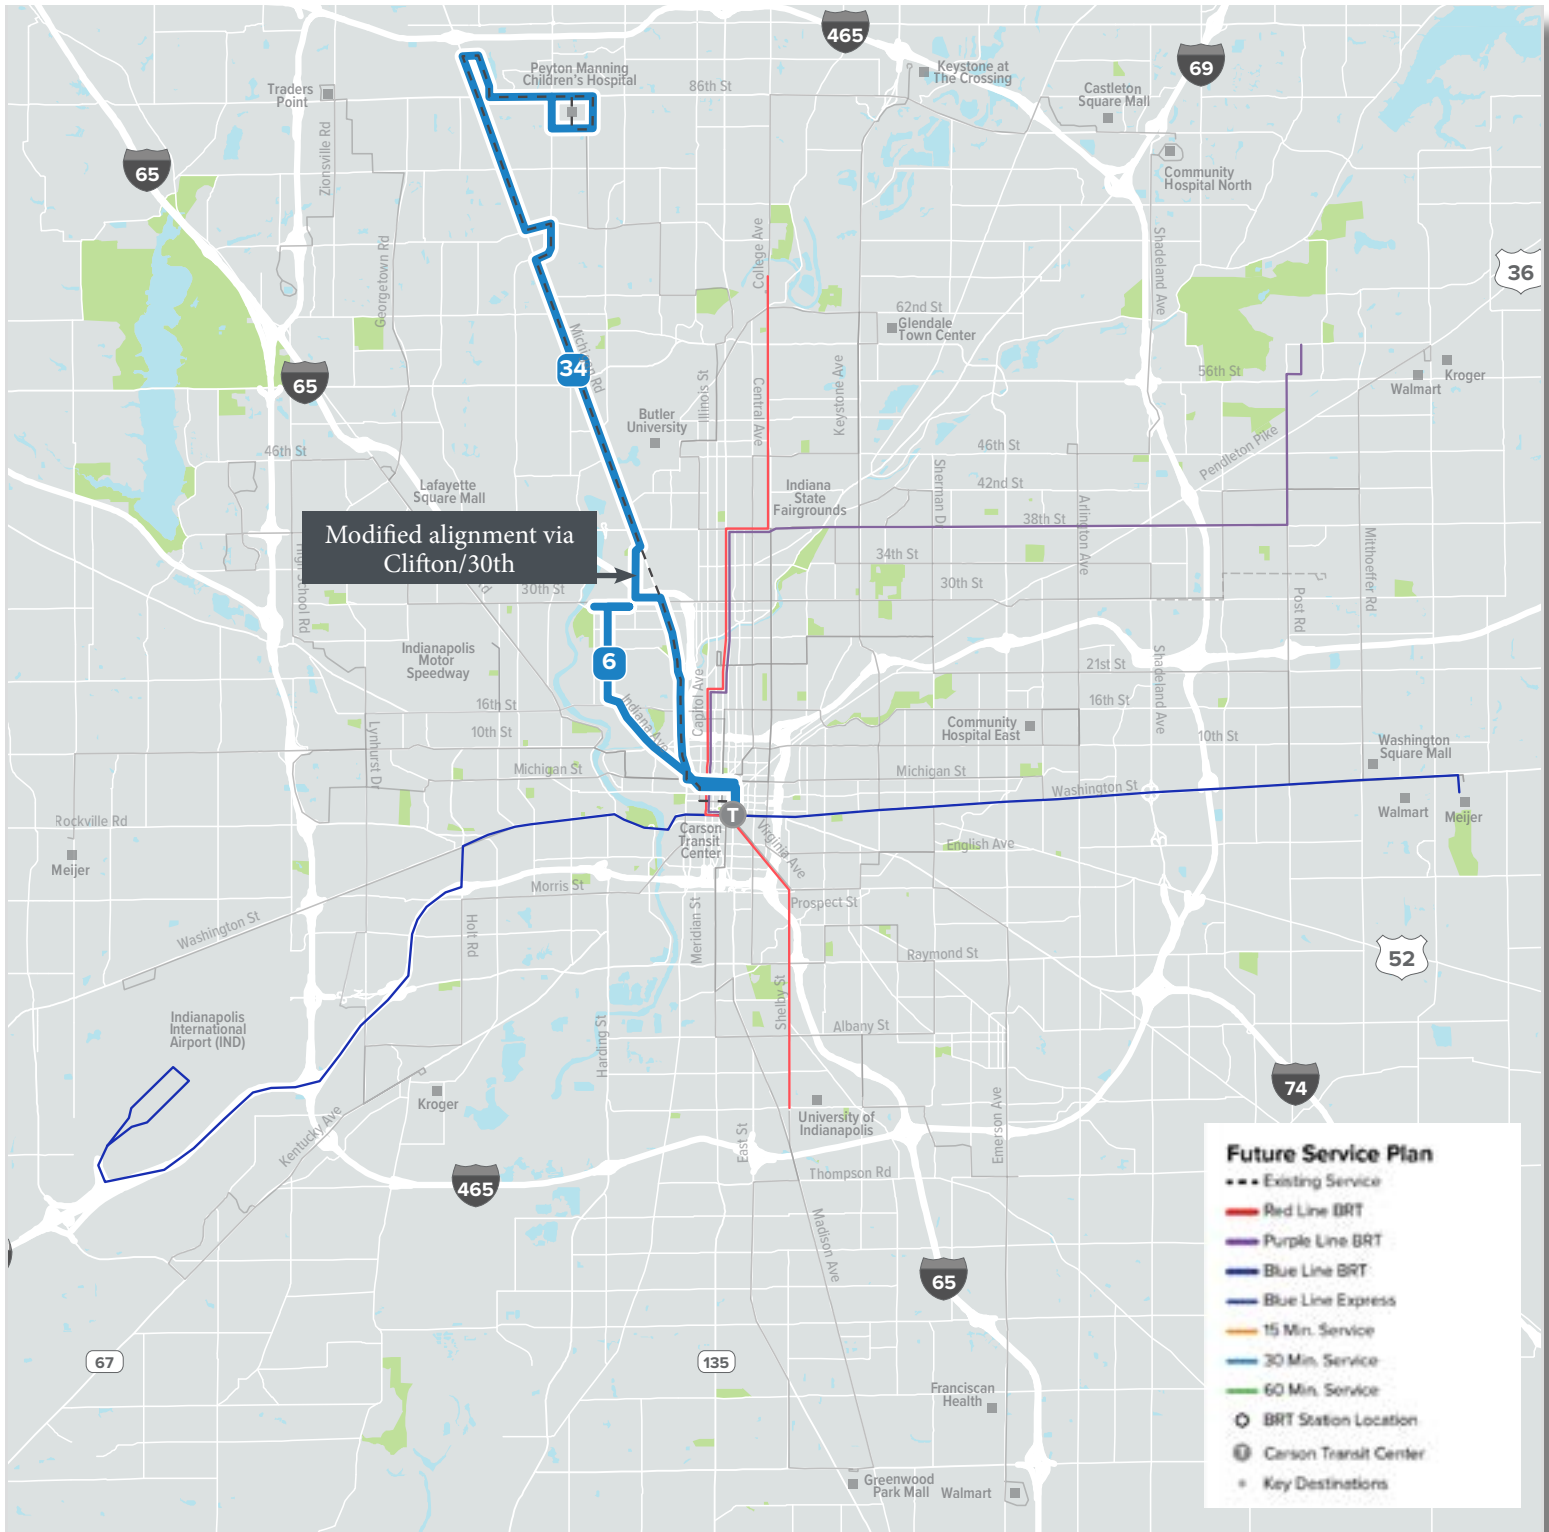 465
69
36
65
65
Peyton Manning
Children's Hospital
86th St
Keystone at
The Crossing
Castleton
Square Mall
Traders
Point
Zionsville Rd
Community
Hospital North
College Ave
Shadeland Ave
Georgetown Rd
62nd St
Glendale
Town Center
Michigan Rd
34
56th St
Walmart
Kroger
Illinois St
Central Ave
Keystone Ave
Butler
University
46th St
46th St
Pendleton Pike
Lafayette
Square Mall
Indiana
State
Fairgrounds
Sherman Dr
42nd St
Arlington Ave
38th St
Modified alignment via
Clifton/30th
High School Rd
Rd
30th St
34th St
30th St
Mitthoeffer Rd
Post Rd
Indianapolis
Motor
Speedway
6
21st St
Shadeland Ave
16th St
Indiana Ave
Capitol Ave
16th St
10th St
Lynhurst Dr
Community
Hospital East
10th St
Washington
Square Mall
Michigan St
Michigan St
Washington St
Walmart
Meijer
Rockville Rd
Meijer
T
Carson
Transit
Center
Virginia Ave
English Ave
Morris St
Prospect St
Washington St
Holt Rd
Meridian St
Raymond St
52
Indianapolis
International
Airport (IND)
Harding St
Shelby St
Albany St
Kroger
Kentucky Ave
University of
Indianapolis
Emerson Ave
74
East St
Thompson Rd
465
Madison Ave
65
67
135
Franciscan
Health
Greenwood
Park Mall
Walmart
Future Service Plan
Existing Service
Red Line BRT
Purple Line BRT
Blue Line BRT
Blue Line Express
15 Min. Service
30 Min. Service
60 Min. Service
BRT Station Location
T Carson Transit Center
Key Destinations